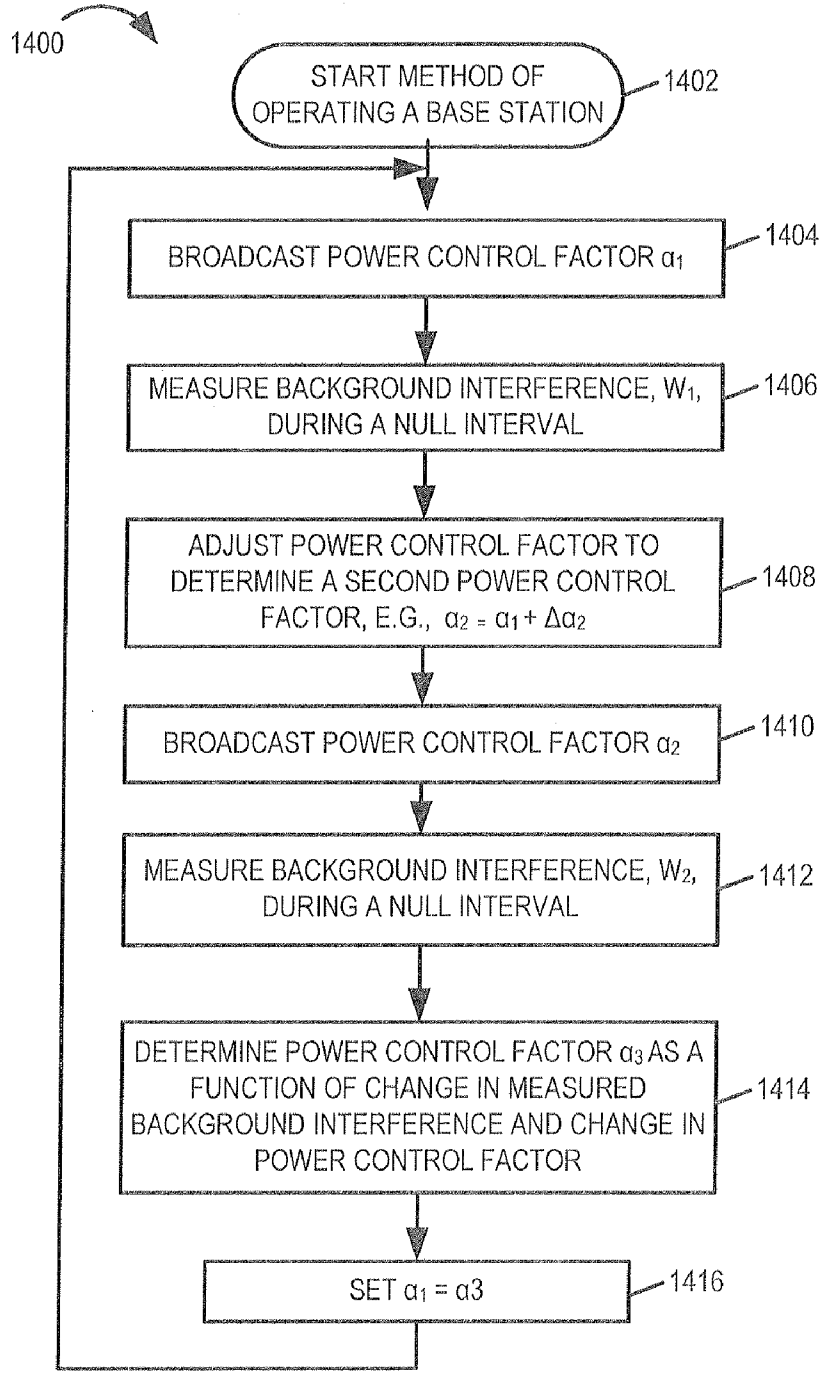 1400
START METHOD OF
OPERATING A BASE STATION
1402
BROADCAST POWER CONTROL FACTOR α₁
1404
MEASURE BACKGROUND INTERFERENCE, W₁,
DURING A NULL INTERVAL
1406
ADJUST POWER CONTROL FACTOR TO
DETERMINE A SECOND POWER CONTROL
FACTOR, E.G., α₂ = α₁ + Δα₂
1408
BROADCAST POWER CONTROL FACTOR α₂
1410
MEASURE BACKGROUND INTERFERENCE, W₂,
DURING A NULL INTERVAL
1412
DETERMINE POWER CONTROL FACTOR α₃ AS A
FUNCTION OF CHANGE IN MEASURED
BACKGROUND INTERFERENCE AND CHANGE IN
POWER CONTROL FACTOR
1414
SET α₁ = α3
1416